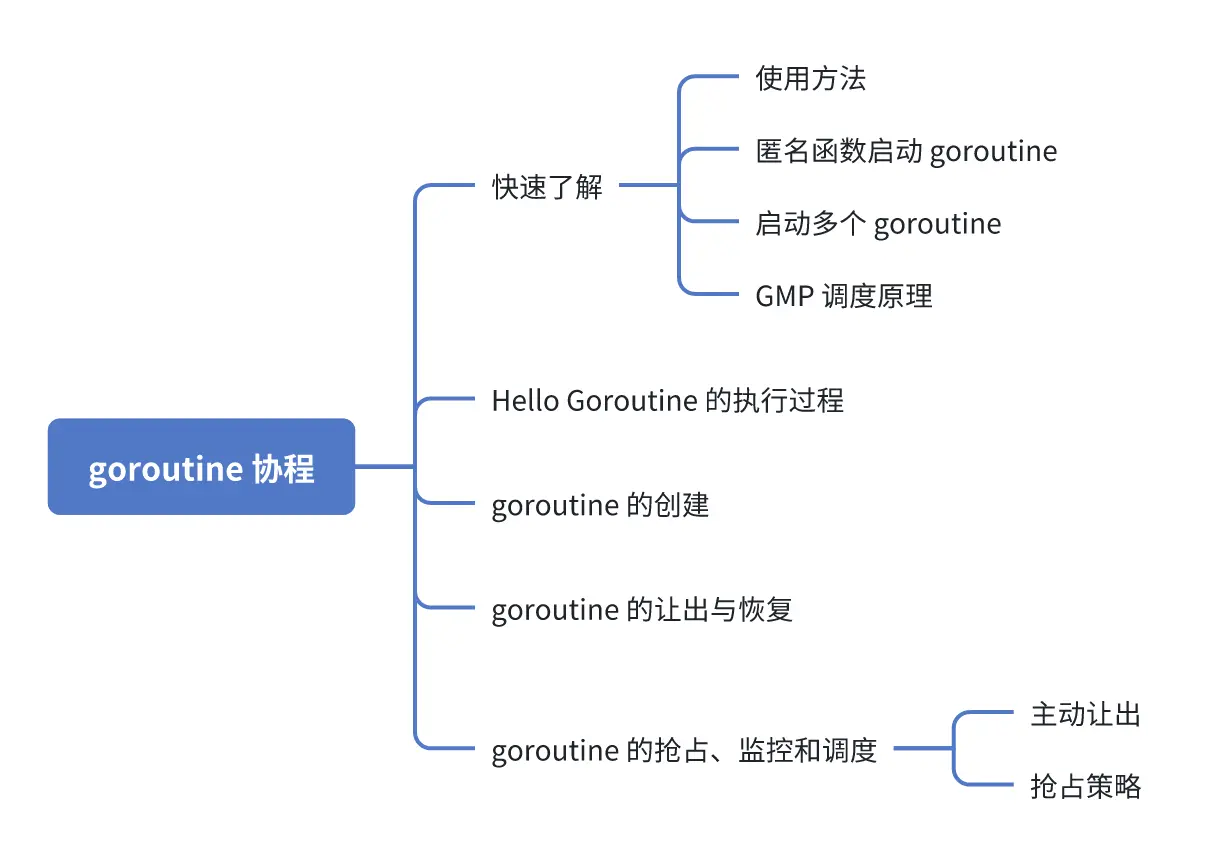 goroutine 协程
快速了解
使用方法
匿名函数启动 goroutine
启动多个 goroutine
GMP 调度原理
Hello Goroutine 的执行过程
goroutine 的创建
goroutine 的让出与恢复
goroutine 的抢占、监控和调度
主动让出
抢占策略